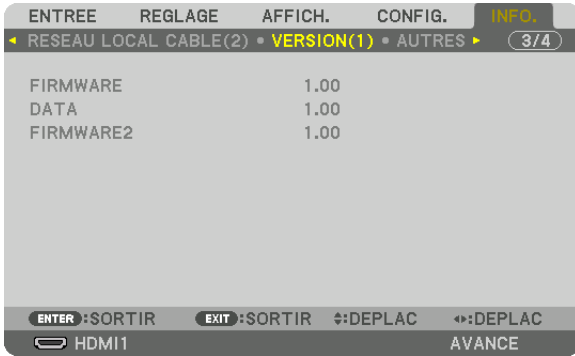 ENTREE REGLAGE AFFICH. CONFIG. INFO.
RESEAU LOCAL CABLE(2) • VERSION(1) • AUTRES 3/4
FIRMWARE 1.00
DATA 1.00
FIRMWARE2 1.00
ENTER :SORTIR EXIT :SORTIR :DEPLAC :DEPLAC
HDMI1 AVANCE